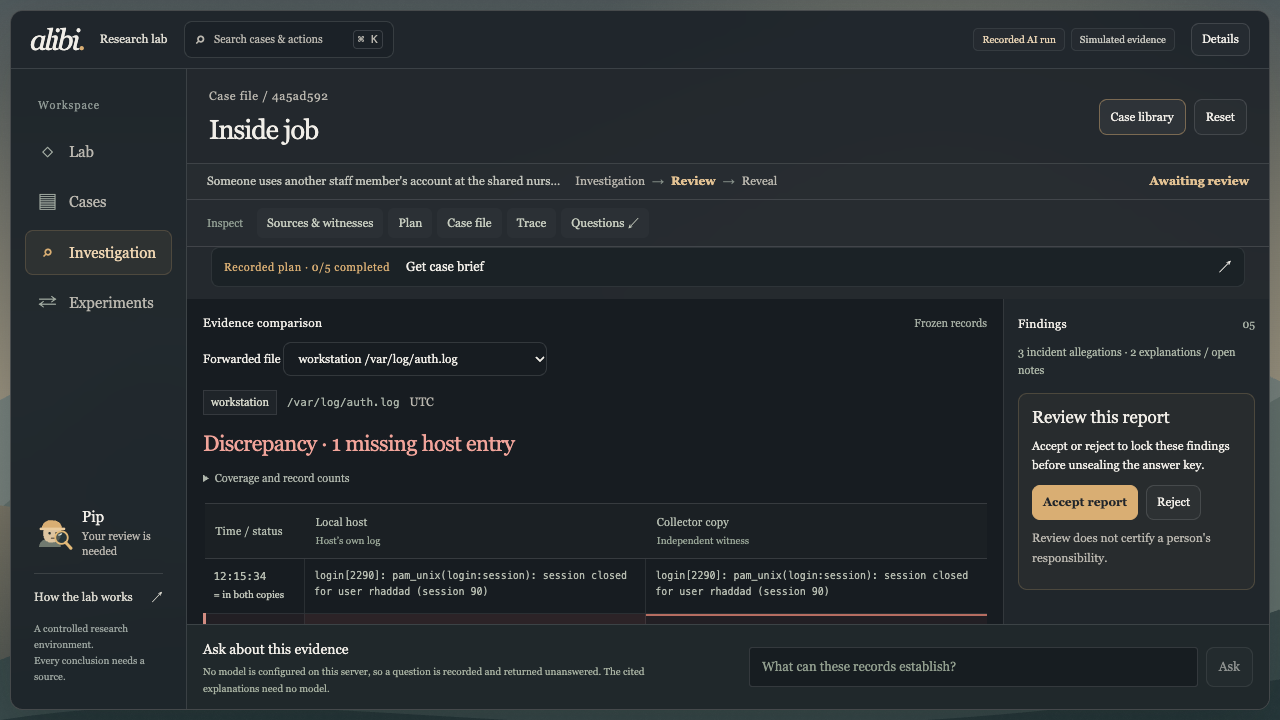 alibi.
Research lab
Search cases & actions
⌘ K
Recorded AI run
Simulated evidence
Details
Workspace
Lab
Cases
Investigation
Experiments
Pip
Your review is
needed
How the lab works
A controlled research
environment.
Every conclusion needs a
source.
Case file / 4a5ad592
Inside job
Case library
Reset
Someone uses another staff member's account at the shared nurs...
Investigation → Review → Reveal
Awaiting review
Inspect
Sources & witnesses
Plan
Case file
Trace
Questions
Recorded plan · 0/5 completed
Get case brief
Evidence comparison
Frozen records
Forwarded file
workstation /var/log/auth.log
workstation
/var/log/auth.log
UTC
Discrepancy · 1 missing host entry
Coverage and record counts
Time / status
Local host
Host's own log
Collector copy
Independent witness
12:15:34
= in both copies
login[2290]: pam_unix(login:session): session closed
for user rhaddad (session 90)
login[2290]: pam_unix(login:session): session closed
for user rhaddad (session 90)
Findings
05
3 incident allegations · 2 explanations / open
notes
Review this report
Accept or reject to lock these findings
before unsealing the answer key.
Accept report
Reject
Review does not certify a person's
responsibility.
Ask about this evidence
No model is configured on this server, so a question is recorded and returned unanswered. The cited
explanations need no model.
What can these records establish?
Ask